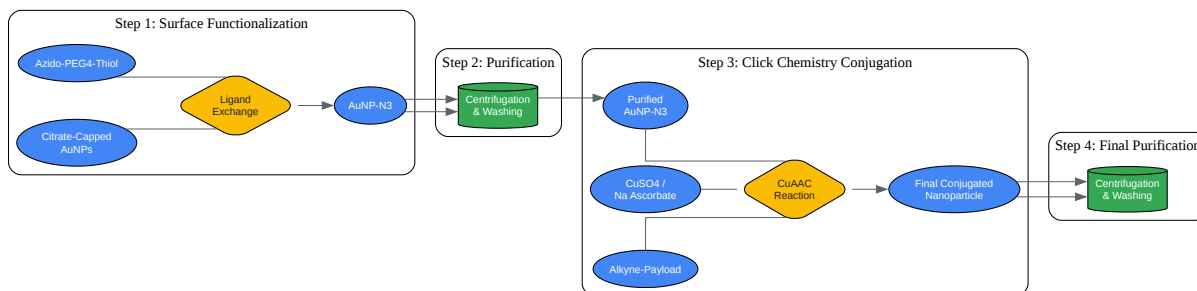 Step 1: Surface Functionalization
Azido-PEG4-Thiol
Citrate-Capped
AuNPs
Ligand
Exchange
AuNP-N3
Step 2: Purification
Centrifugation
& Washing
Step 3: Click Chemistry Conjugation
Purified
AuNP-N3
CuSO4 /
Na Ascorbate
Alkyne-Payload
CuAAC
Reaction
Final Conjugated
Nanoparticle
Step 4: Final Purification
Centrifugation
& Washing